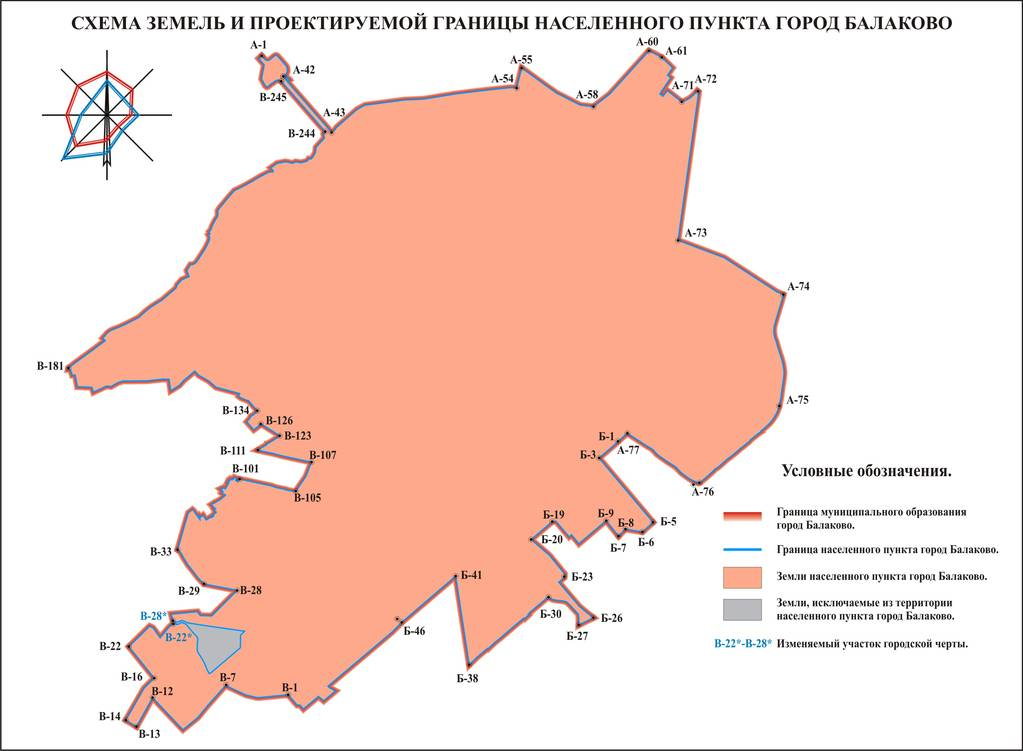 СХЕМА ЗЕМЕЛЬ И ПРОЕКТИРУЕМОЙ ГРАНИЦЫ НАСЕЛЕННОГО ПУНКТА ГОРОД БАЛАКОВО
А-1
А-60
А-61
А-42
А-55
А-54
А-71
А-72
В-245
А-58
А-43
В-244
А-73
А-74
В-181
А-75
В-134
В-126
В-123
Б-1
А-77
В-111
В-107
Б-3
В-101
Условные обозначения.
А-76
В-105
Граница муниципального образования
город Балаково.
Б-19
Б-9
Б-8
Б-5
Б-20
Б-7
Б-6
В-33
Граница населенного пункта город Балаково.
Б-41
Б-23
Земли населенного пункта город Балаково.
В-29
В-28
Земли, исключаемые из территории
населенного пункта город Балаково.
Б-30
Б-26
В-28*
Б-46
Б-27
В-22*
В-22
В-22*-В-28* Изменяемый участок городской черты.
В-16
В-7
Б-38
В-12
В-1
В-14
В-13